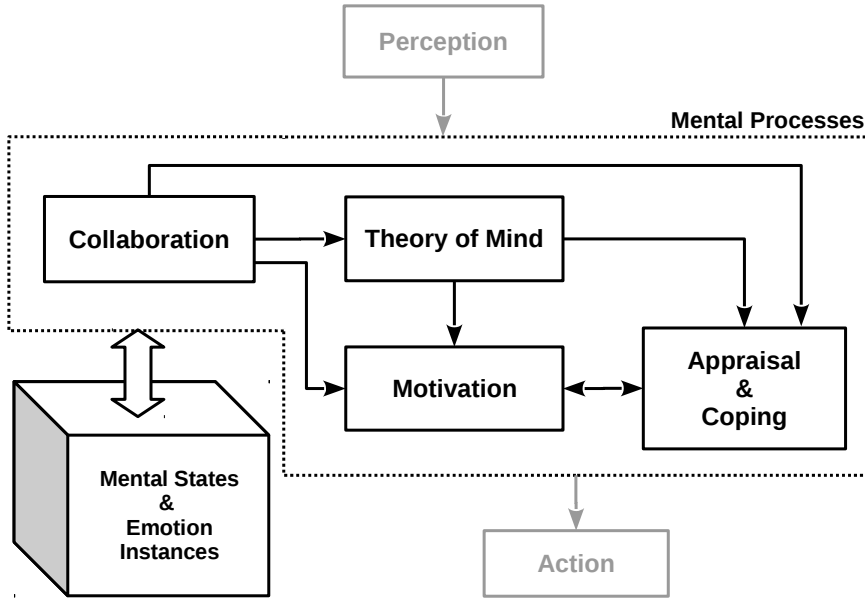 Perception
Mental Processes
Collaboration
Theory of Mind
Motivation
Appraisal
&
Coping
Mental States
&
Emotion
Instances
Action